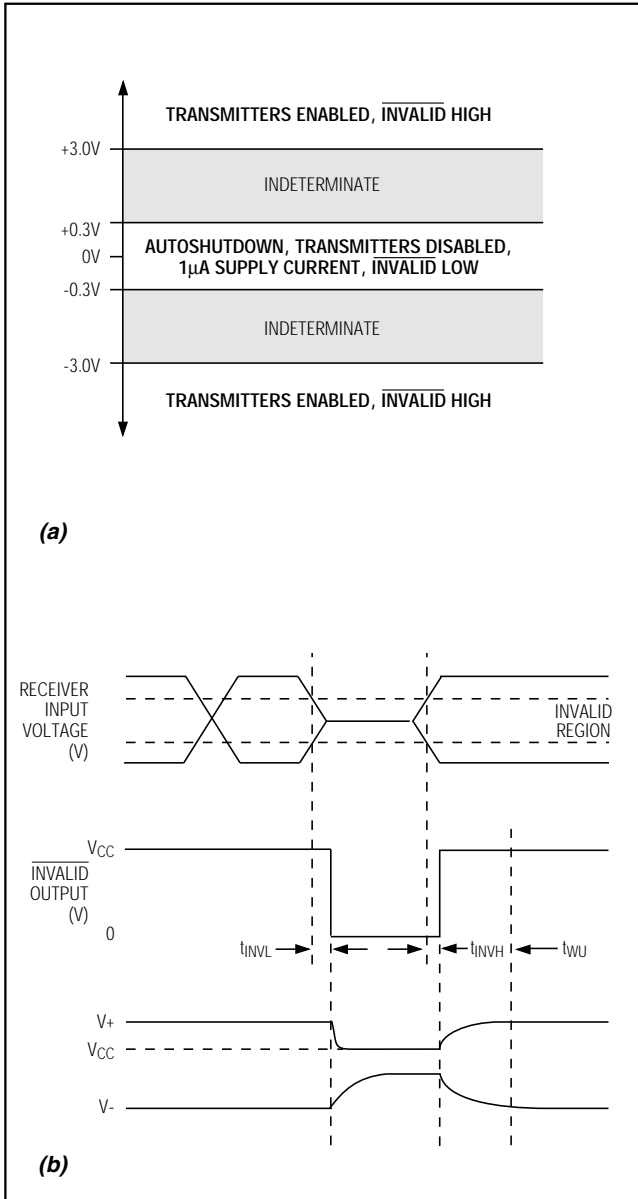 TRANSMITTERS ENABLED, INVALID HIGH
+3.0V
INDETERMINATE
+0.3V
AUTOSHUTDOWN, TRANSMITTERS DISABLED,
0V
1µA SUPPLY CURRENT, INVALID LOW
-0.3V
INDETERMINATE
-3.0V
TRANSMITTERS ENABLED, INVALID HIGH
(a)
RECEIVER
INPUT
VOLTAGE
(V)
INVALID
REGION
VCC
INVALID
OUTPUT
(V)
0
tINVL
tINVH
tWU
V+
VCC
V-
(b)